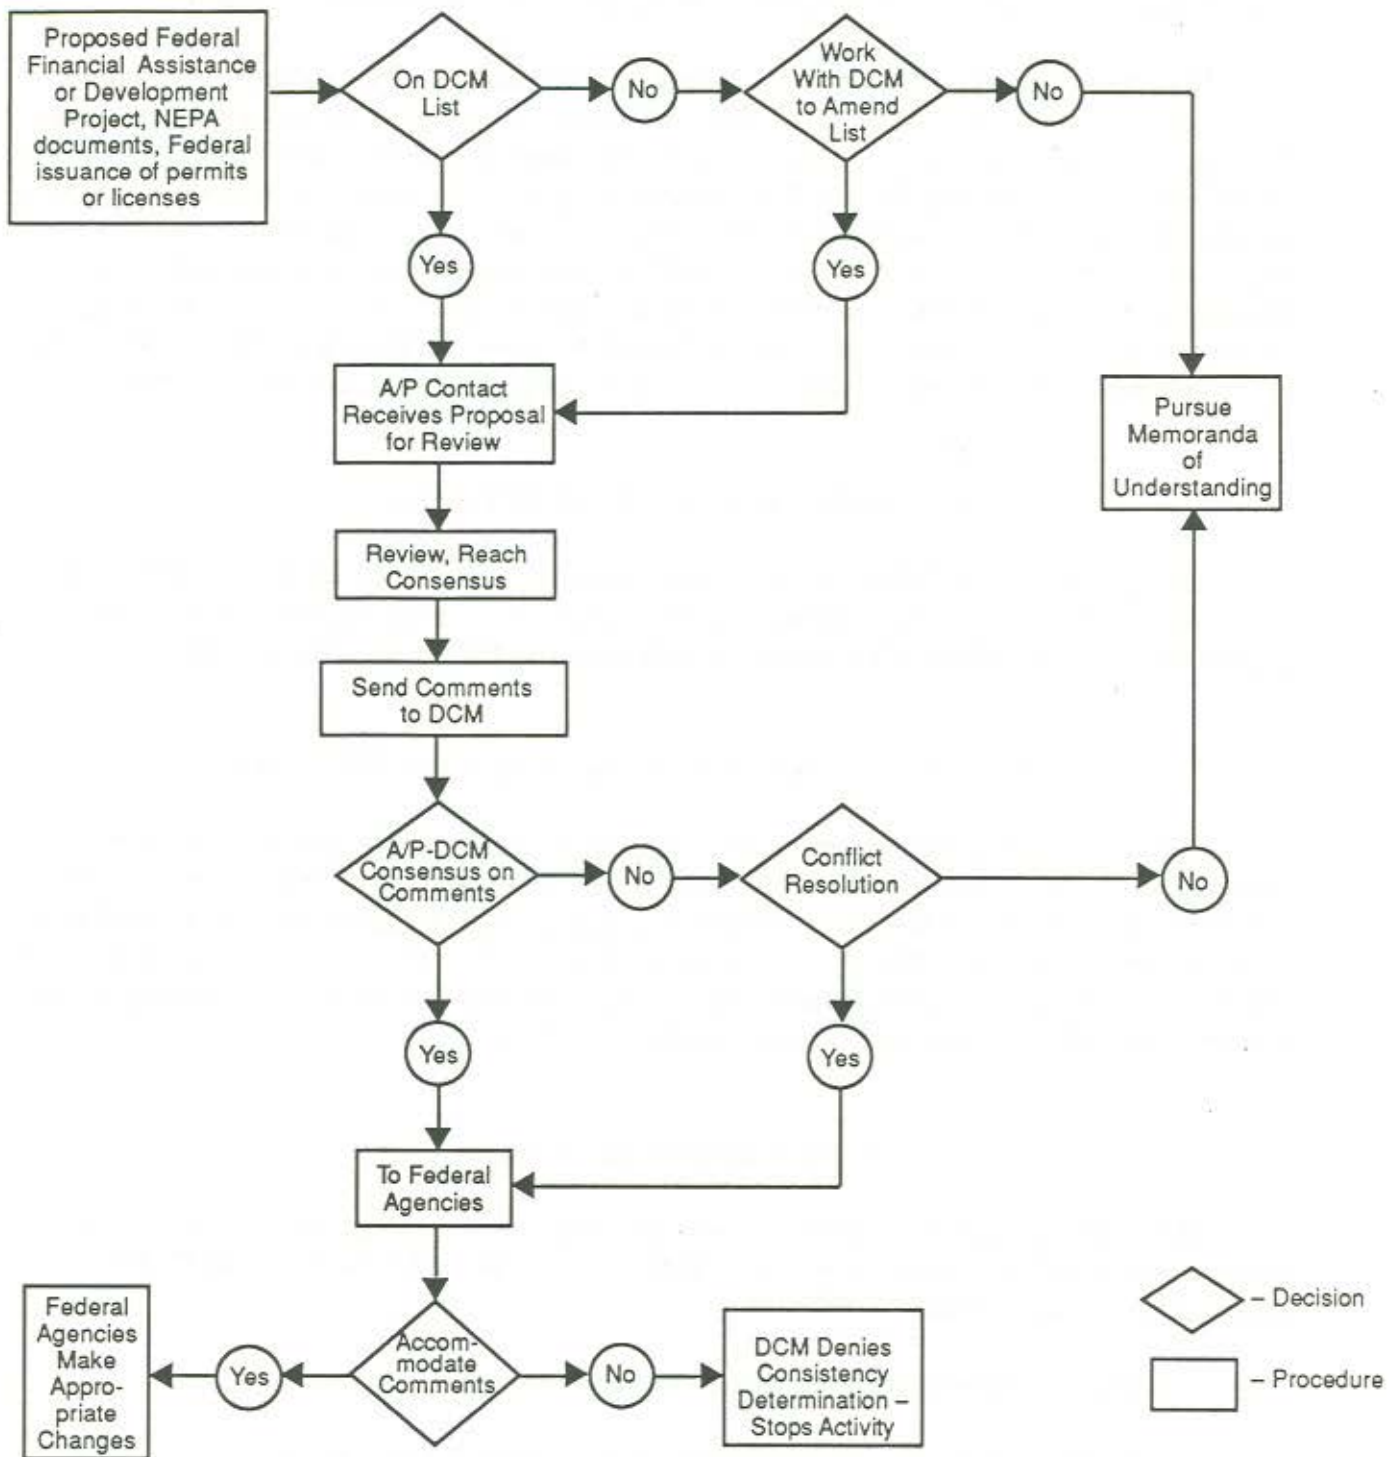 Proposed Federal
Financial Assistance
or Development
Project, NEPA
documents, Federal
issuance of permits
or licenses
On DCM
List
No
Work
With DCM
to Amend
List
No
Yes
Yes
A/P Contact
Receives Proposal
for Review
Pursue
Memoranda
of
Understanding
Review, Reach
Consensus
Send Comments
to DCM
A/P-DCM
Consensus on
Comments
No
Conflict
Resolution
No
Yes
Yes
To Federal
Agencies
Federal
Agencies
Make
Appro-
priate
Changes
Yes
Accom-
modate
Comments
No
DCM Denies
Consistency
Determination –
Stops Activity
– Decision
– Procedure